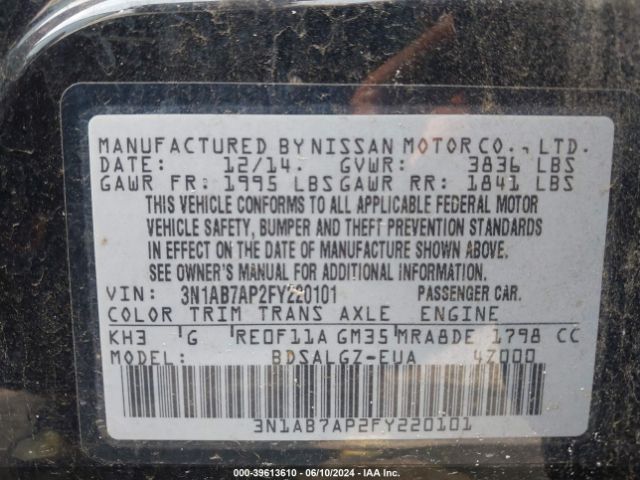 MANUFACTURED BY NISSAN MOTOR CO., LTD.
DATE: 12/14. GVWR: 3836 LBS
GAWR FR: 1995 LBS GAWR RR: 1841 LBS
THIS VEHICLE CONFORMS TO ALL APPLICABLE FEDERAL MOTOR
VEHICLE SAFETY, BUMPER AND THEFT PREVENTION STANDARDS
IN EFFECT ON THE DATE OF MANUFACTURE SHOWN ABOVE.
SEE OWNER'S MANUAL FOR ADDITIONAL INFORMATION.
VIN: 3N1AB7AP2FY220101 PASSENGER CAR.
COLOR TRIM TRANS AXLE ENGINE
KH3 G RE0F11A GM35 MRA8DE 1798 CC
MODEL: BDSALGZ-EUA 4Z000
3N1AB7AP2FY220101
000-39613610 - 06/10/2024 - IAA Inc.